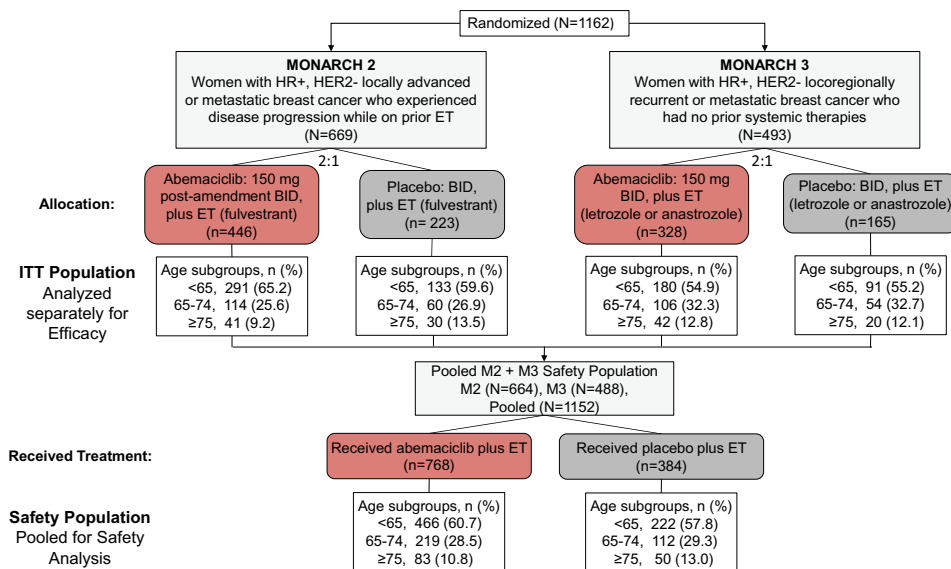 Randomized (N=1162)
MONARCH 2
Women with HR+, HER2- locally advanced
or metastatic breast cancer who experienced
disease progression while on prior ET
(N=669)
MONARCH 3
Women with HR+, HER2- locoregionally
recurrent or metastatic breast cancer who
had no prior systemic therapies
(N=493)
2:1
2:1
Allocation:
Abemaciclib: 150 mg
post-amendment BID,
plus ET (fulvestrant)
(n=446)
Placebo: BID,
plus ET (fulvestrant)
(n= 223)
Abemaciclib: 150 mg
BID, plus ET
(letrozole or anastrozole)
(n=328)
Placebo: BID, plus ET
(letrozole or anastrozole)
(n=165)
ITT Population
Analyzed
separately for
Efficacy
Age subgroups, n (%)
<65, 291 (65.2)
65-74, 114 (25.6)
≥75, 41 (9.2)
Age subgroups, n (%)
<65, 133 (59.6)
65-74, 60 (26.9)
≥75, 30 (13.5)
Age subgroups, n (%)
<65, 180 (54.9)
65-74, 106 (32.3)
≥75, 42 (12.8)
Age subgroups, n (%)
<65, 91 (55.2)
65-74, 54 (32.7)
≥75, 20 (12.1)
Pooled M2 + M3 Safety Population
M2 (N=664), M3 (N=488),
Pooled (N=1152)
Received Treatment:
Received abemaciclib plus ET
(n=768)
Received placebo plus ET
(n=384)
Safety Population
Pooled for Safety
Analysis
Age subgroups, n (%)
<65, 466 (60.7)
65-74, 219 (28.5)
≥75, 83 (10.8)
Age subgroups, n (%)
<65, 222 (57.8)
65-74, 112 (29.3)
≥75, 50 (13.0)